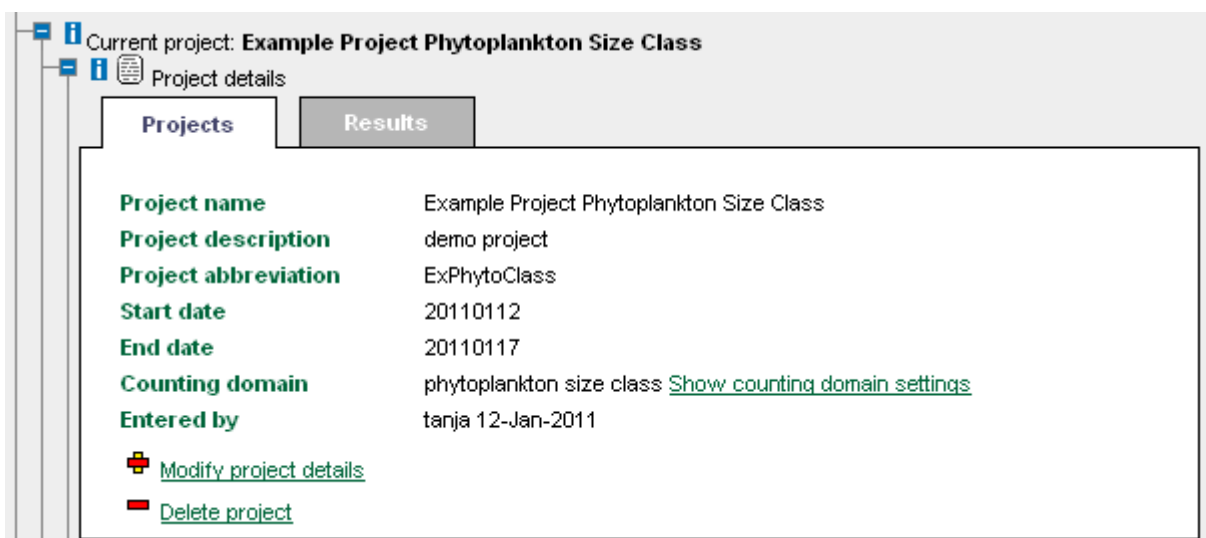 Current project: Example Project Phytoplankton Size Class
Project details
Projects Results
Project name Example Project Phytoplankton Size Class
Project description demo project
Project abbreviation ExPhytoClass
Start date 20110112
End date 20110117
Counting domain phytoplankton size class Show counting domain settings
Entered by tanja 12-Jan-2011
Modify project details
Delete project